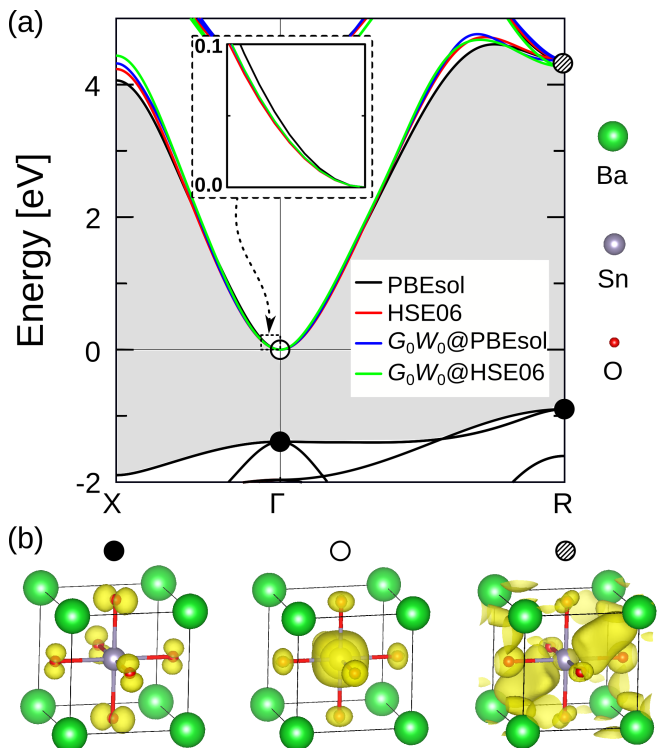 (a)
Energy [eV]
4
2
0
-2
0.1
0.0
PBEsol
HSE06
G₀W₀@PBEsol
G₀W₀@HSE06
X
Γ
R
Ba
Sn
O
(b)